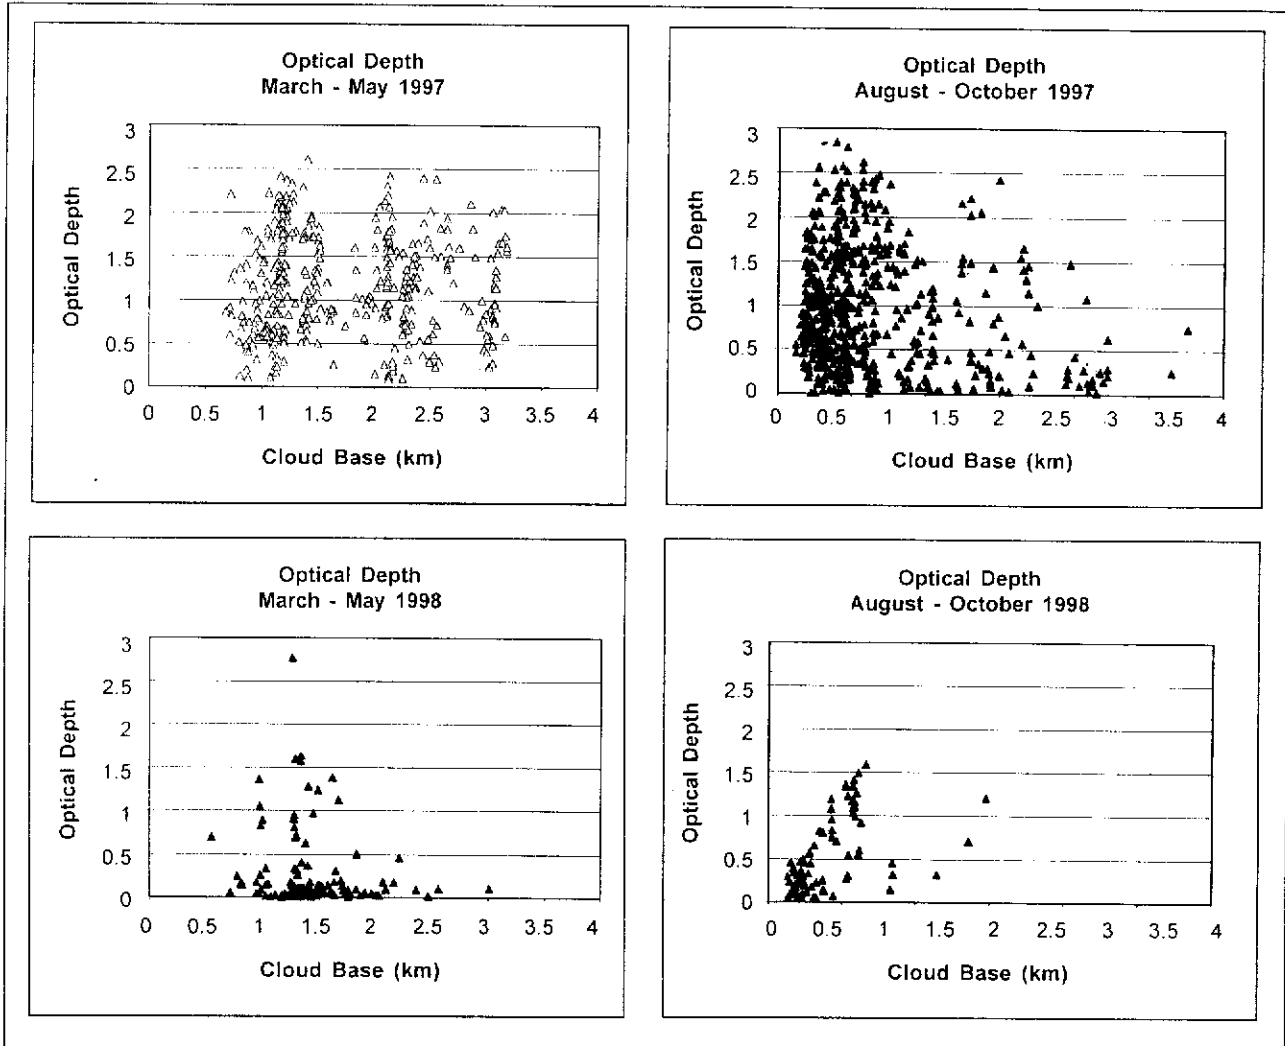 Optical Depth
March - May 1997
Optical Depth
3
2.5
2
1.5
1
0.5
0
0 0.5 1 1.5 2 2.5 3 3.5 4
Cloud Base (km)
Optical Depth
August - October 1997
Optical Depth
3
2.5
2
1.5
1
0.5
0
0 0.5 1 1.5 2 2.5 3 3.5 4
Cloud Base (km)
Optical Depth
March - May 1998
Optical Depth
3
2.5
2
1.5
1
0.5
0
0 0.5 1 1.5 2 2.5 3 3.5 4
Cloud Base (km)
Optical Depth
August - October 1998
Optical Depth
3
2.5
2
1.5
1
0.5
0
0 0.5 1 1.5 2 2.5 3 3.5 4
Cloud Base (km)